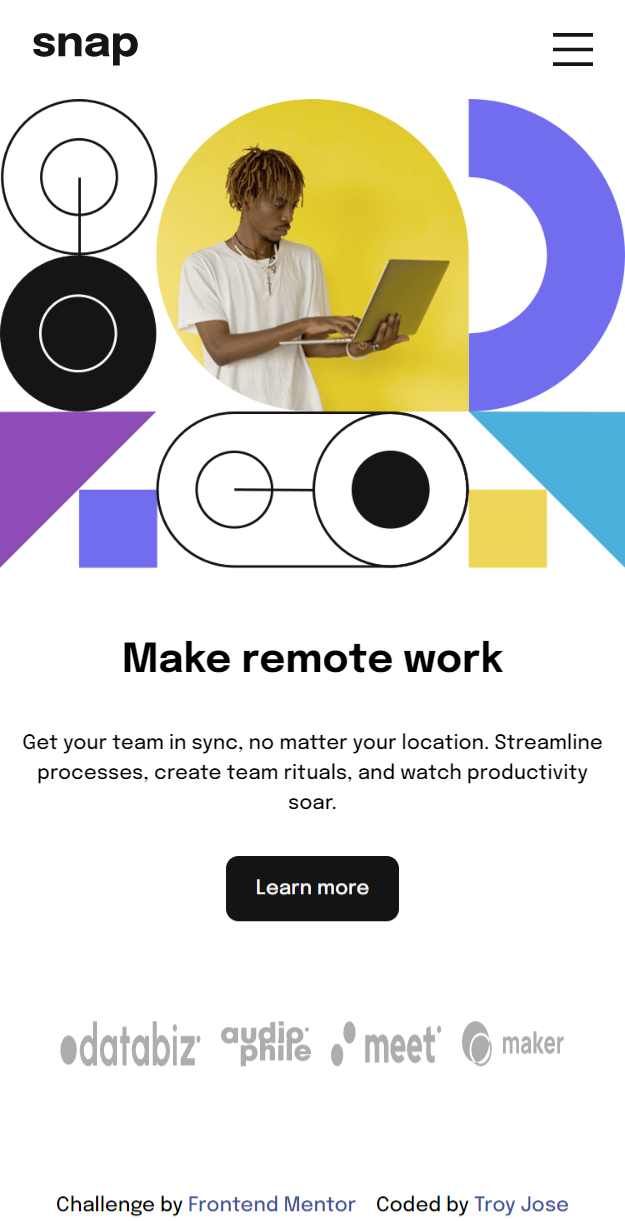 snap
Make remote work
Get your team in sync, no matter your location. Streamline
processes, create team rituals, and watch productivity
soar.
Learn more
databiz audiophile meet maker
Challenge by Frontend Mentor Coded by Troy Jose